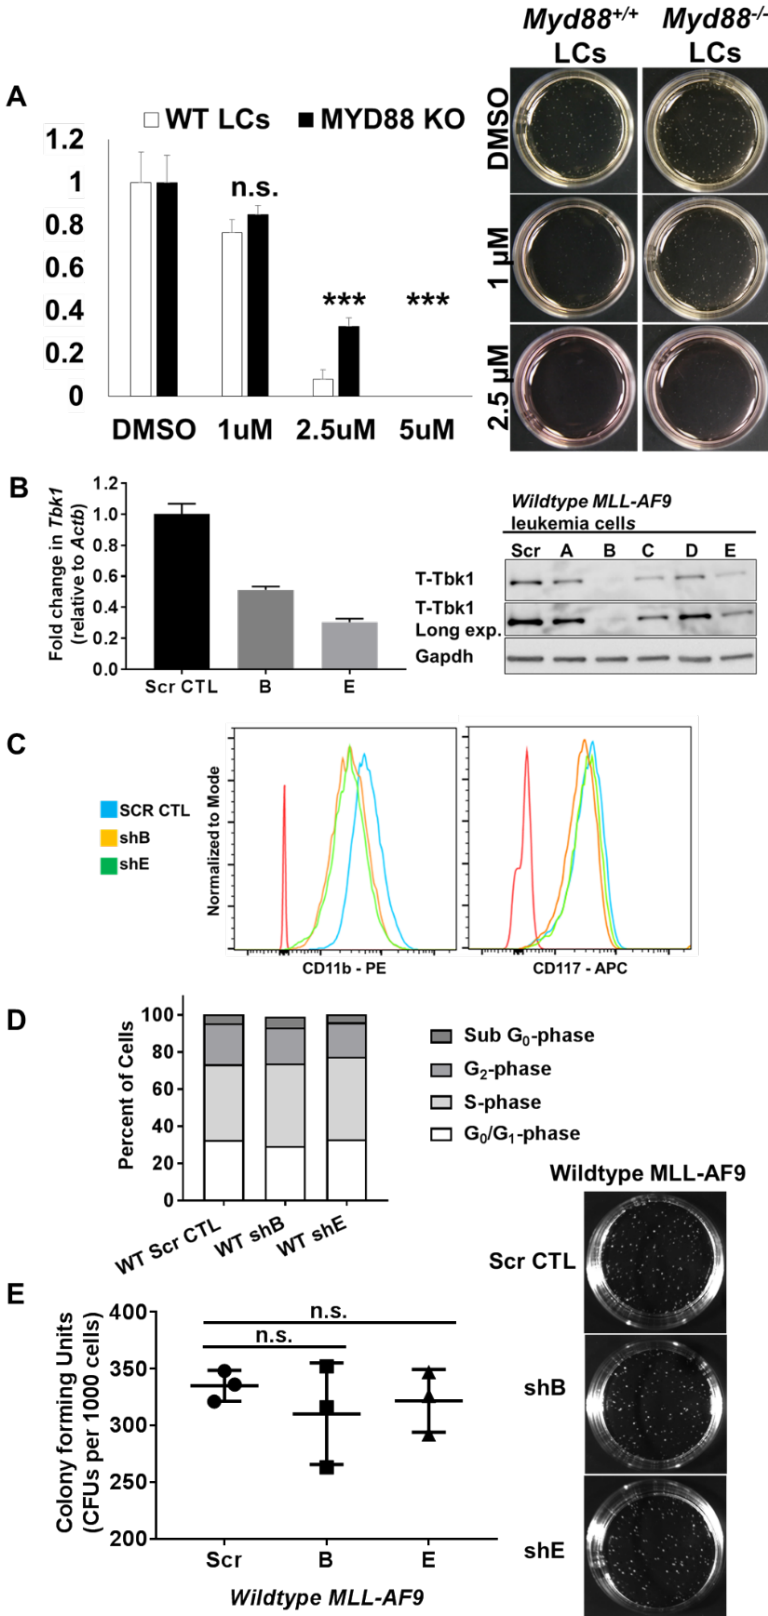 Myd88+/+ Myd88-/-
LCs LCs
A
WT LCs MYD88 KO
1.2
1
0.8
0.6
0.4
0.2
0
n.s.
***
***
DMSO 1uM 2.5uM 5uM
DMSO
1 µM
2.5 µM
B
Fold change in Tbk1
(relative to Actb)
1.2
1.0
0.8
0.6
0.4
0.2
0.0
Scr CTL B E
Wildtype MLL-AF9
leukemia cells
Scr A B C D E
T-Tbk1
T-Tbk1
Long exp.
Gapdh
C
SCR CTL
shB
shE
Normalized to Mode
CD11b - PE
CD117 - APC
D
Percent of Cells
100
80
60
40
20
0
WT Scr CTL
WT shB
WT shE
Sub G0-phase
G2-phase
S-phase
G0/G1-phase
Wildtype MLL-AF9
Scr CTL
shB
shE
E
Colony forming Units
(CFUs per 1000 cells)
400
350
300
250
200
n.s.
n.s.
Scr B E
Wildtype MLL-AF9